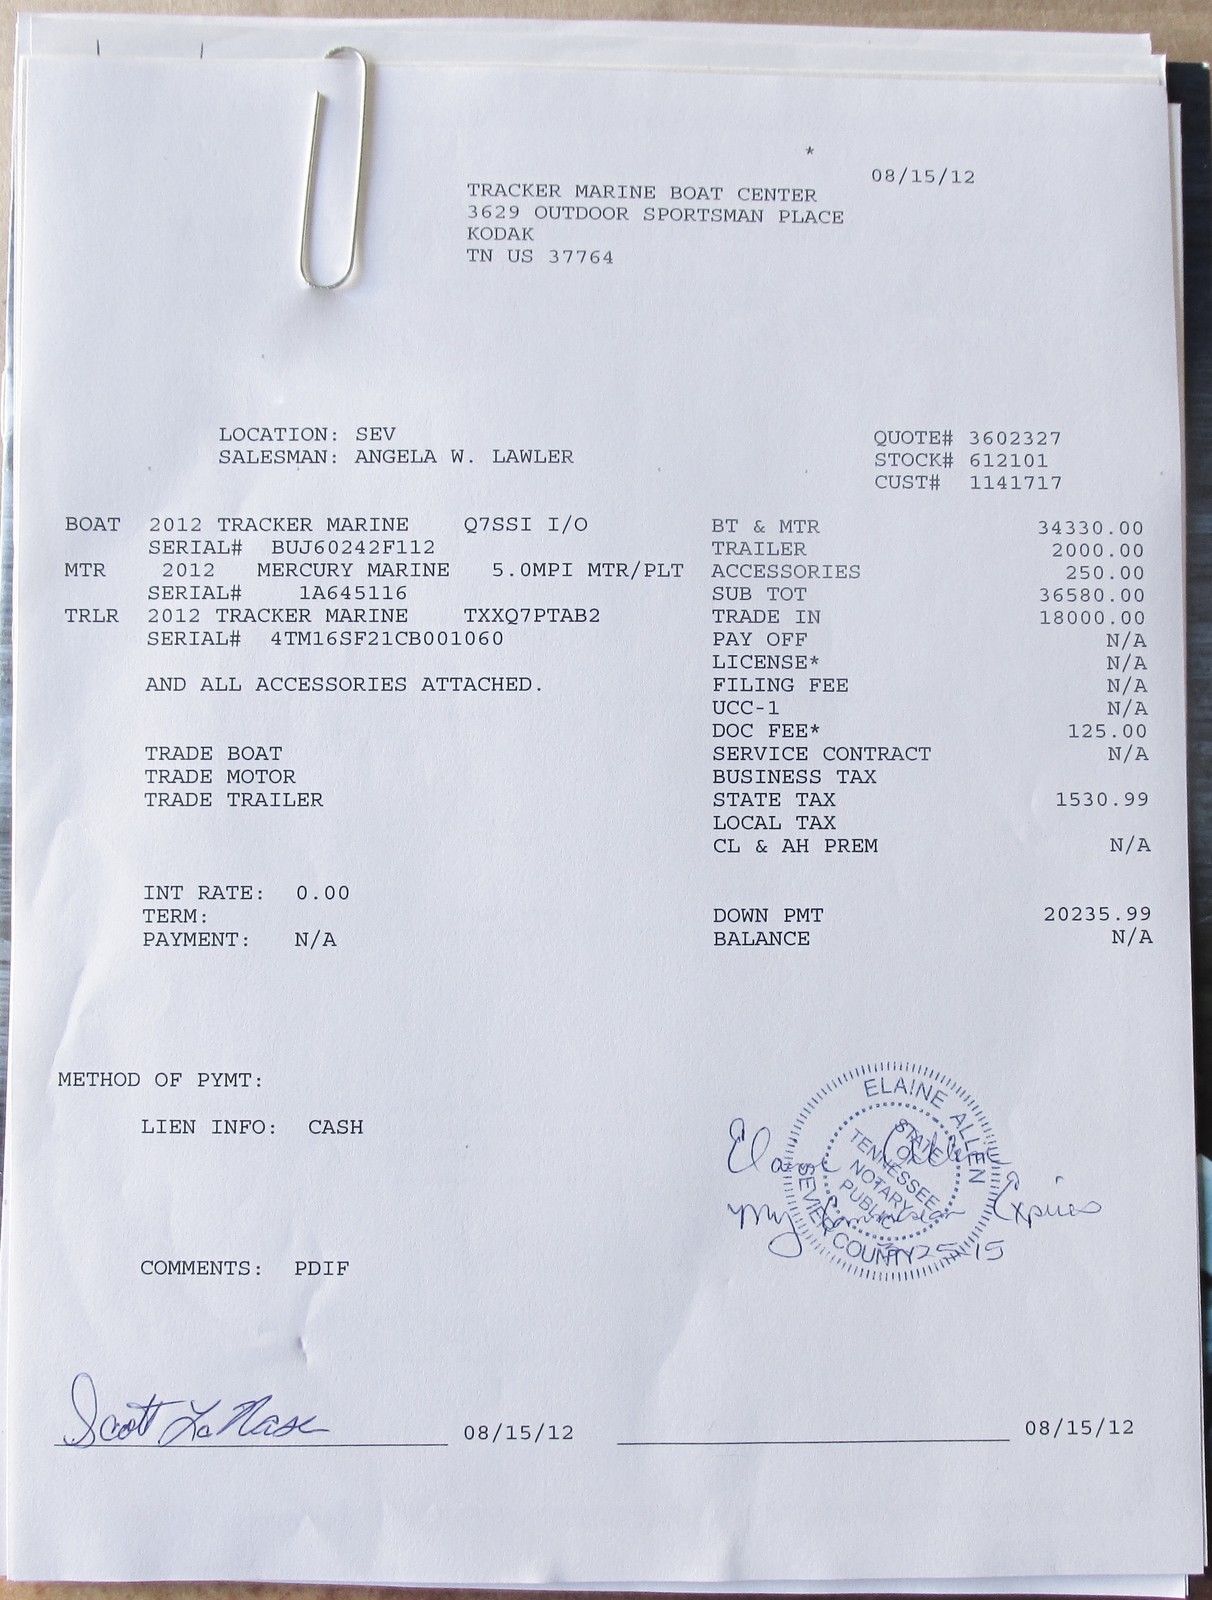 *
08/15/12
TRACKER MARINE BOAT CENTER
3629 OUTDOOR SPORTSMAN PLACE
KODAK
TN US 37764
LOCATION: SEV
SALESMAN: ANGELA W. LAWLER
QUOTE# 3602327
STOCK# 612101
CUST# 1141717
BOAT 2012 TRACKER MARINE Q7SSI I/O
SERIAL# BUJ60242F112
MTR 2012 MERCURY MARINE 5.0MPI MTR/PLT
SERIAL# 1A645116
TRLR 2012 TRACKER MARINE TXXQ7PTAB2
SERIAL# 4TM16SF21CB001060
AND ALL ACCESSORIES ATTACHED.
TRADE BOAT
TRADE MOTOR
TRADE TRAILER
INT RATE: 0.00
TERM:
PAYMENT: N/A
BT & MTR 34330.00
TRAILER 2000.00
ACCESSORIES 250.00
SUB TOT 36580.00
TRADE IN 18000.00
PAY OFF N/A
LICENSE* N/A
FILING FEE N/A
UCC-1 N/A
DOC FEE* 125.00
SERVICE CONTRACT N/A
BUSINESS TAX
STATE TAX 1530.99
LOCAL TAX
CL & AH PREM N/A
DOWN PMT 20235.99
BALANCE N/A
METHOD OF PYMT:
LIEN INFO: CASH
COMMENTS: PDIF
ELAINE ALLEN
STATE
OF
TENNESSEE
NOTARY
PUBLIC
SEVIER COUNTY
Elaine Allen
My Commission Expires
25-15
Scott LaNase 08/15/12
08/15/12